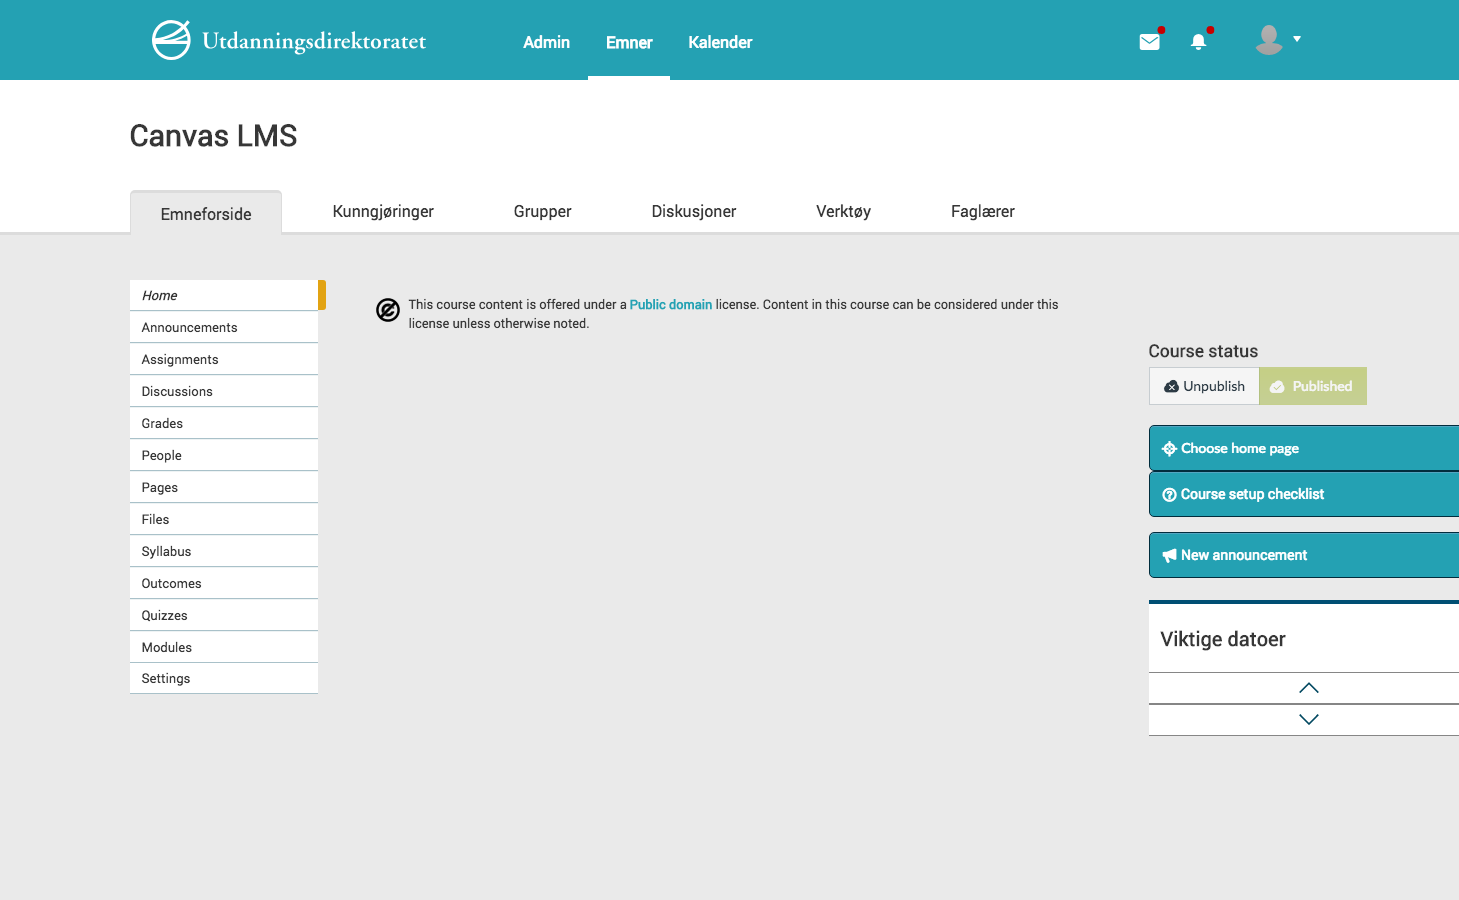 Utdanningsdirektoratet
Admin
Emner
Kalender
Canvas LMS
Emneforside
Kunngjøringer
Grupper
Diskusjoner
Verktøy
Faglærer
Home
Announcements
Assignments
Discussions
Grades
People
Pages
Files
Syllabus
Outcomes
Quizzes
Modules
Settings
This course content is offered under a Public domain license. Content in this course can be considered under this
license unless otherwise noted.
Course status
Unpublish
Published
Choose home page
Course setup checklist
New announcement
Viktige datoer